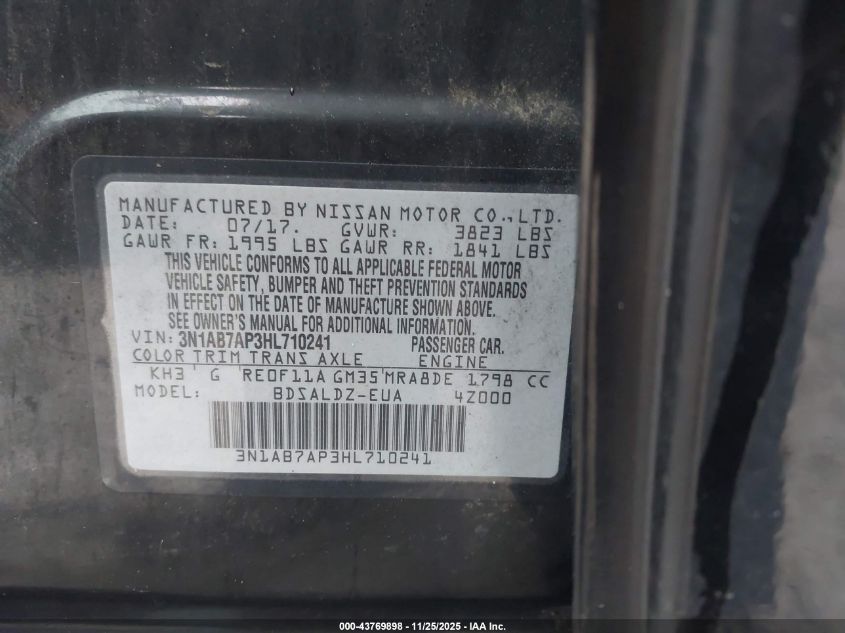 MANUFACTURED BY NISSAN MOTOR CO., LTD.
DATE: 07/17. GVWR: 3823 LBS
GAWR FR: 1995 LBS GAWR RR: 1841 LBS
THIS VEHICLE CONFORMS TO ALL APPLICABLE FEDERAL MOTOR
VEHICLE SAFETY, BUMPER AND THEFT PREVENTION STANDARDS
IN EFFECT ON THE DATE OF MANUFACTURE SHOWN ABOVE.
SEE OWNER'S MANUAL FOR ADDITIONAL INFORMATION.
VIN: 3N1AB7AP3HL710241 PASSENGER CAR.
COLOR TRIM TRANS AXLE ENGINE
KH3 G RE0F11A GM35 MRA8DE 1798 CC
MODEL: BDSALDZ-EUA 4Z000
3N1AB7AP3HL710241
000-43769898 - 11/25/2025 - IAA Inc.